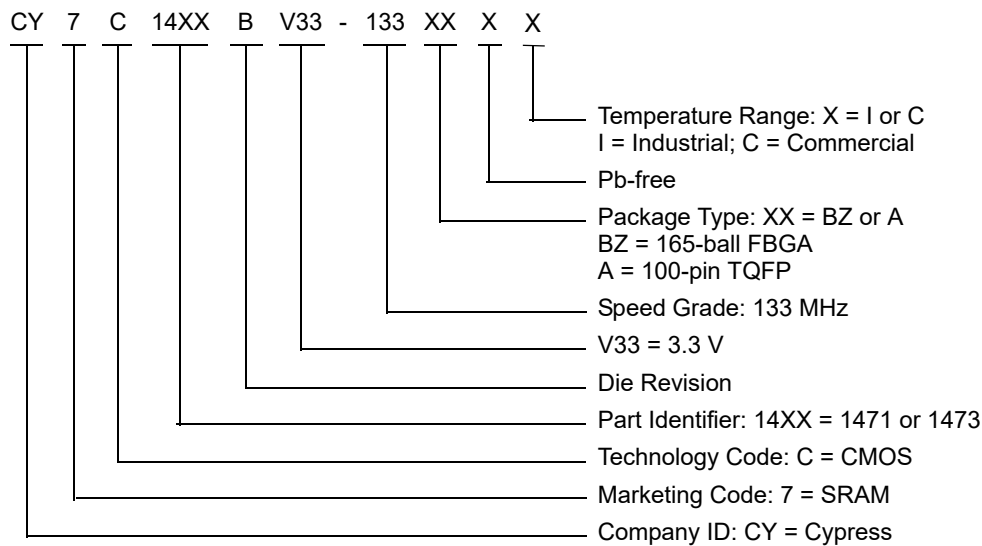 CY 7 C 14XX B V33 - 133 XX X X
Temperature Range: X = I or C
I = Industrial; C = Commercial
Pb-free
Package Type: XX = BZ or A
BZ = 165-ball FBGA
A = 100-pin TQFP
Speed Grade: 133 MHz
V33 = 3.3 V
Die Revision
Part Identifier: 14XX = 1471 or 1473
Technology Code: C = CMOS
Marketing Code: 7 = SRAM
Company ID: CY = Cypress